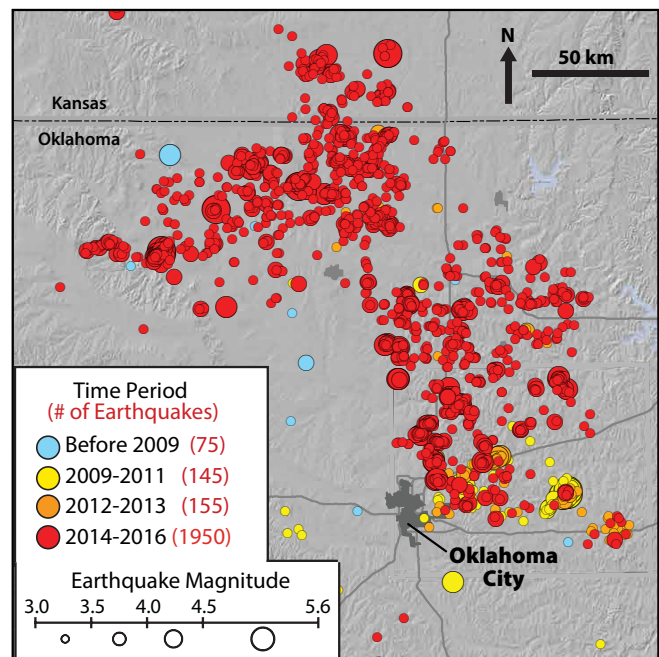 N
50 km
Kansas
Oklahoma
Time Period
(# of Earthquakes)
Before 2009 (75)
2009-2011 (145)
2012-2013 (155)
2014-2016 (1950)
Oklahoma
City
Earthquake Magnitude
3.0 3.5 4.0 4.5 5.6